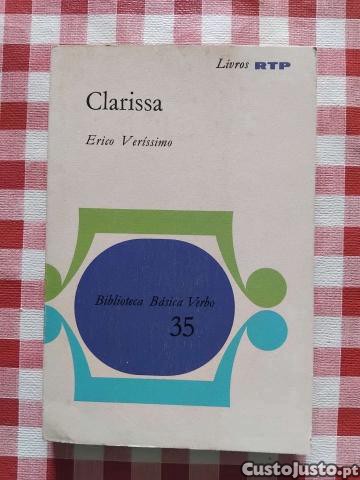 Livros RTP
Clarissa
Erico Veríssimo
Biblioteca Básica Verbo
35
CustoJusto.pt